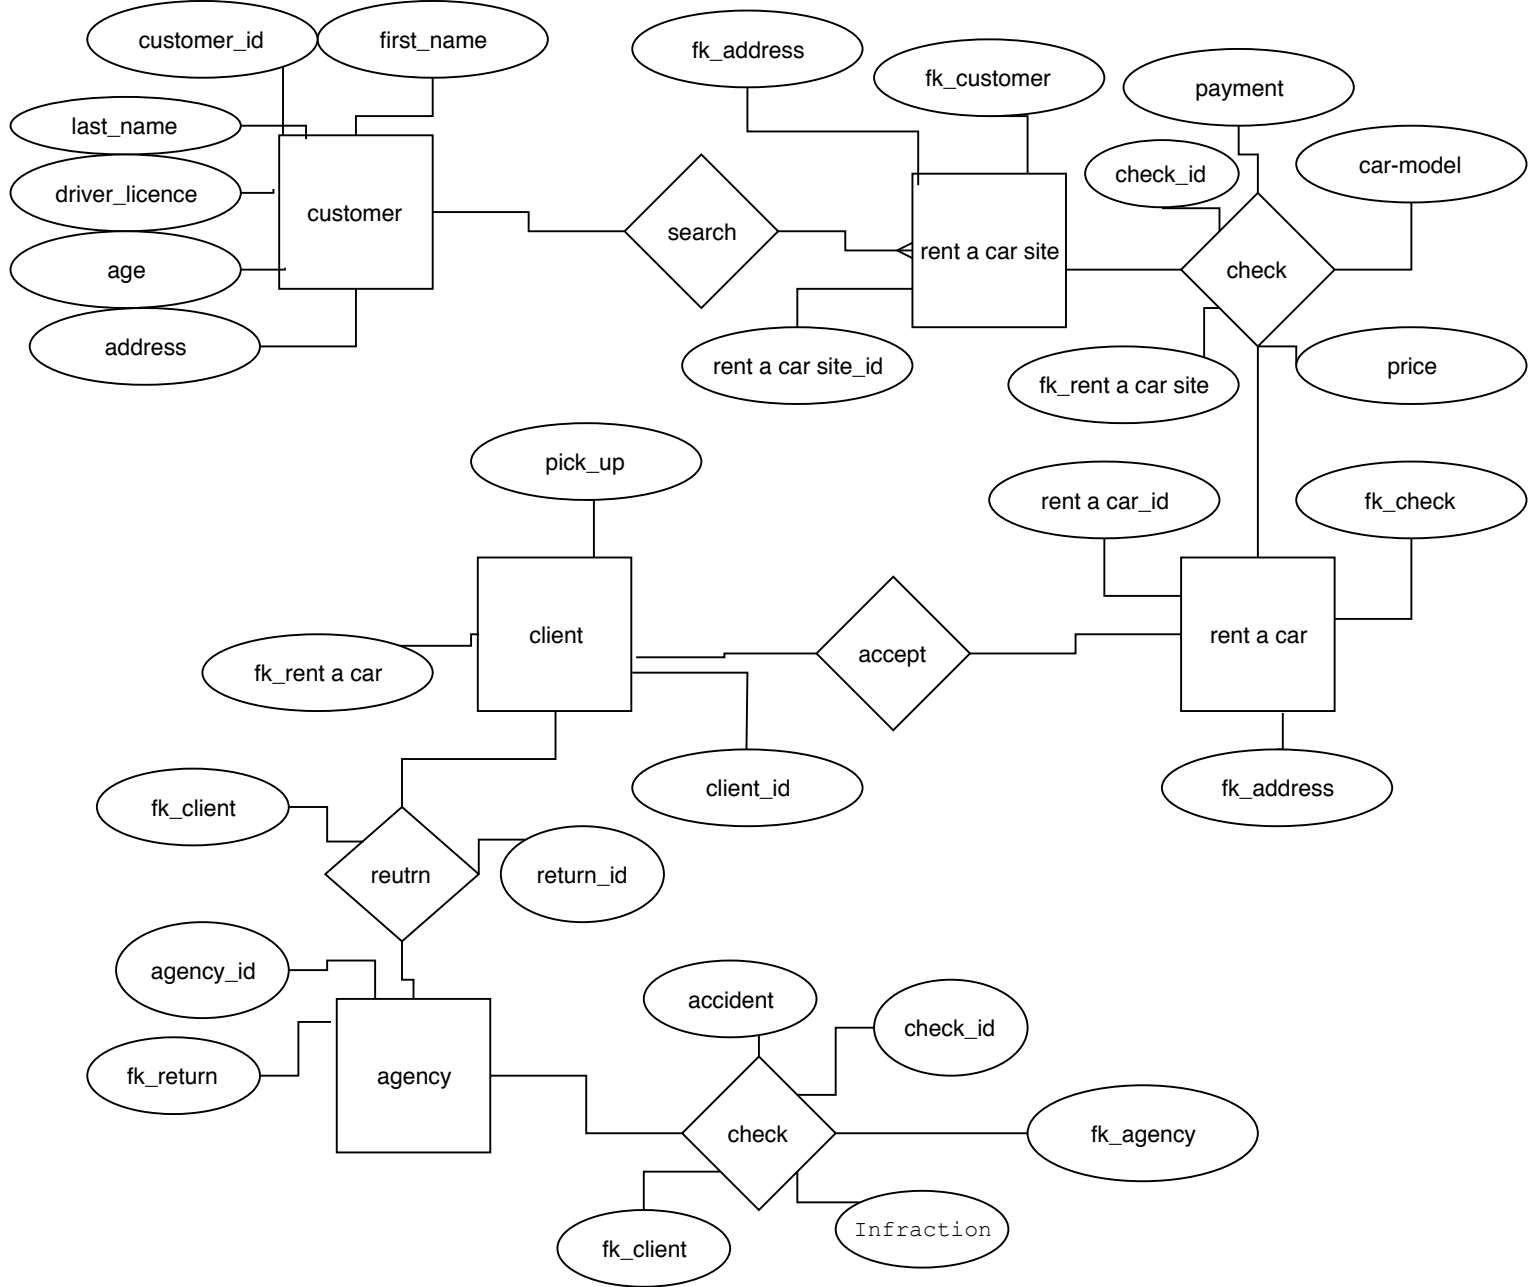 customer_id
first_name
fk_address
fk_customer
payment
last_name
check_id
car-model
driver_licence
customer
search
rent a car site
check
age
address
rent a car site_id
fk_rent a car site
price
pick_up
rent a car_id
fk_check
client
accept
rent a car
fk_rent a car
client_id
fk_address
fk_client
reutrn
return_id
agency_id
accident
check_id
fk_return
agency
check
fk_agency
fk_client
Infraction